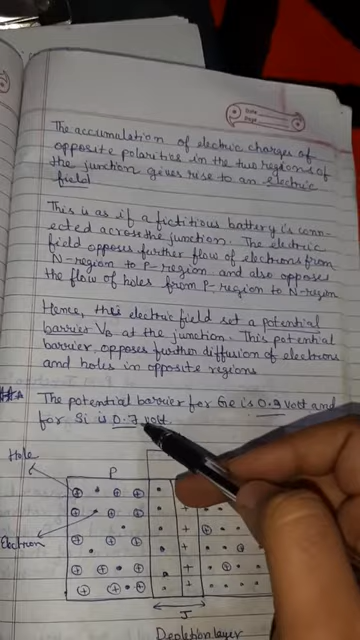 Date
Page
The accumulation of electric charges of
opposite polarities in the two regions of
the junction gives rise to an electric
field
This is as if a fictitious battery is conn-
ected across the junction. The electric
field opposes further flow of electrons from
N-region to P-region and also opposes
the flow of holes from P-region to N-region
Hence, this electric field set a potential
barrier VB at the junction. This potential
barrier opposes further diffusion of electrons
and holes in opposite regions
The potential barrier for Ge is 0.9 volt and
for Si is 0.7 volt.
Hole
P
Electron
J
Depletion layer